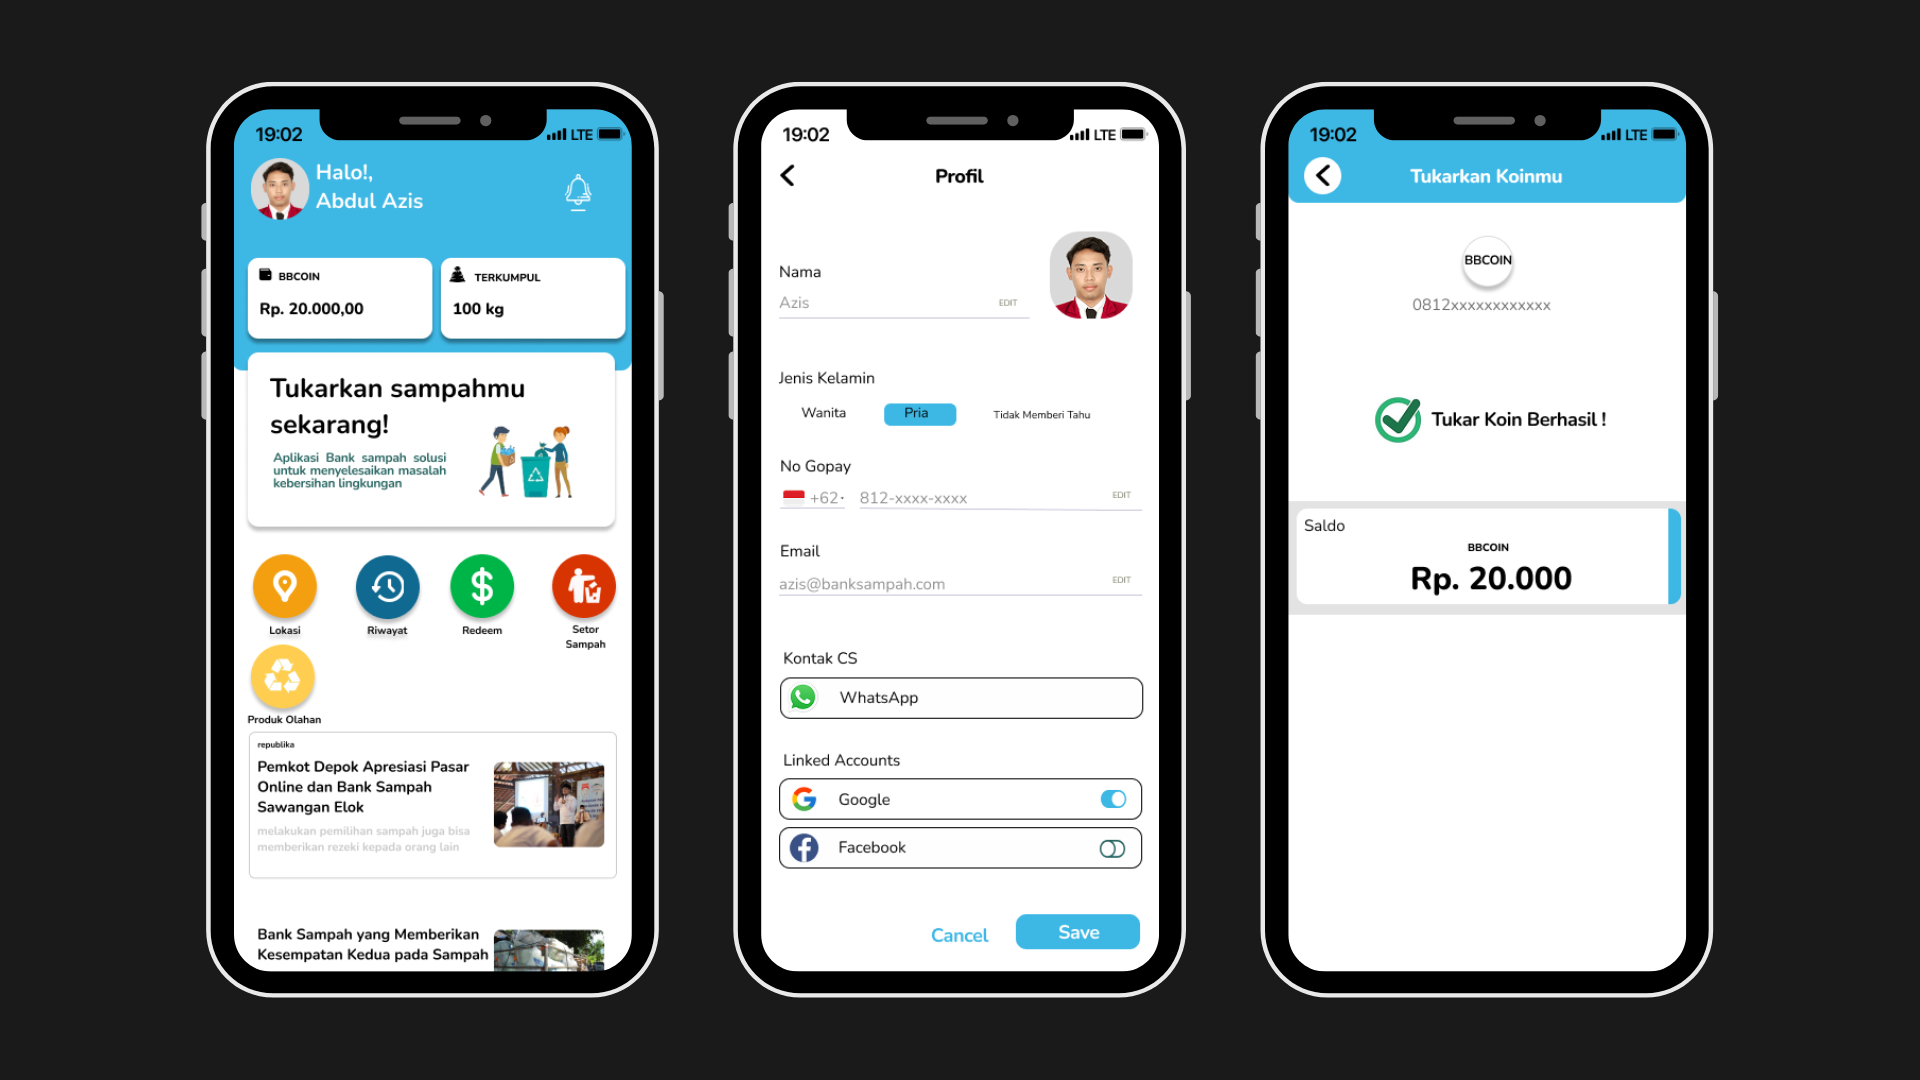 19:02
LTE
Halo!,
Abdul Azis
BBCOIN
Rp. 20.000,00
TERKUMPUL
100 kg
Tukarkan sampahmu
sekarang!
Aplikasi Bank sampah solusi
untuk menyelesaikan masalah
kebersihan lingkungan
Lokasi
Riwayat
Redeem
Setor
Sampah
Produk Olahan
republika
Pemkot Depok Apresiasi Pasar
Online dan Bank Sampah
Sawangan Elok
melakukan pemilihan sampah juga bisa
memberikan rezeki kepada orang lain
Bank Sampah yang Memberikan
Kesempatan Kedua pada Sampah
19:02
LTE
Profil
Nama
Azis
EDIT
Jenis Kelamin
Wanita
Pria
Tidak Memberi Tahu
No Gopay
+62
812-xxxx-xxxx
EDIT
Email
azis@banksampah.com
EDIT
Kontak CS
WhatsApp
Linked Accounts
Google
Facebook
Cancel
Save
19:02
LTE
Tukarkan Koinmu
BBCOIN
0812xxxxxxxxxxxx
Tukar Koin Berhasil !
Saldo
BBCOIN
Rp. 20.000